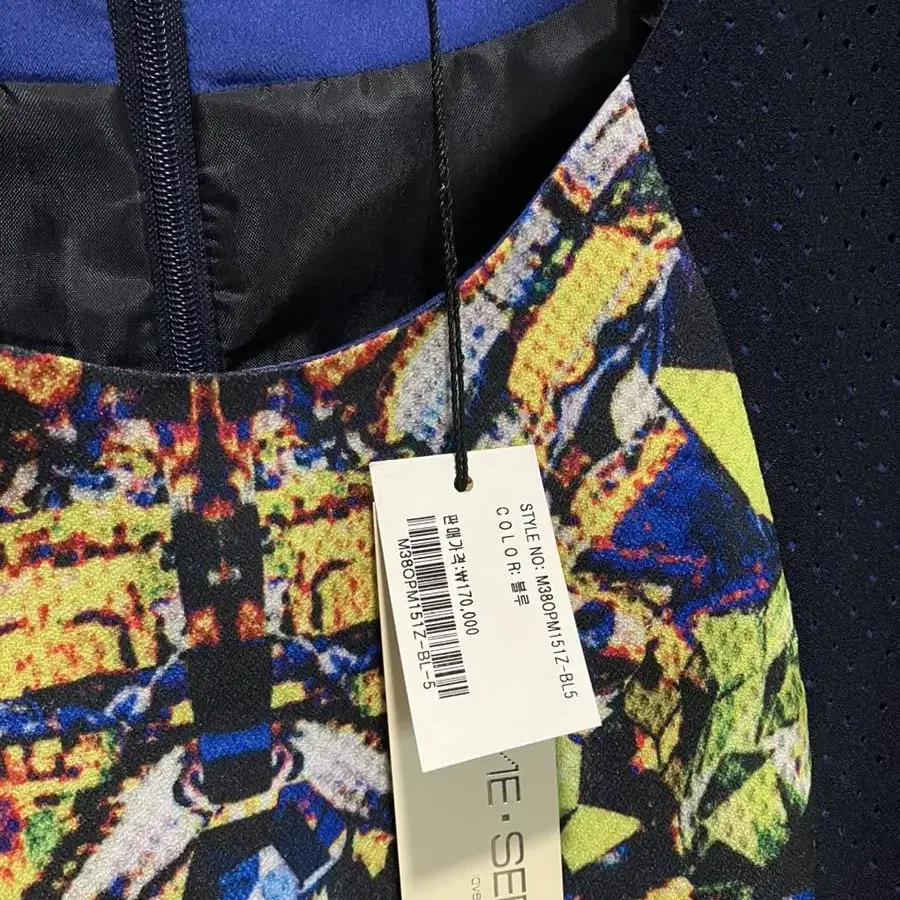 STYLE NO: M38OPM151Z-BL5
COLOR: 블루
판매가격:₩170,000
M38OPM151Z-BL-5